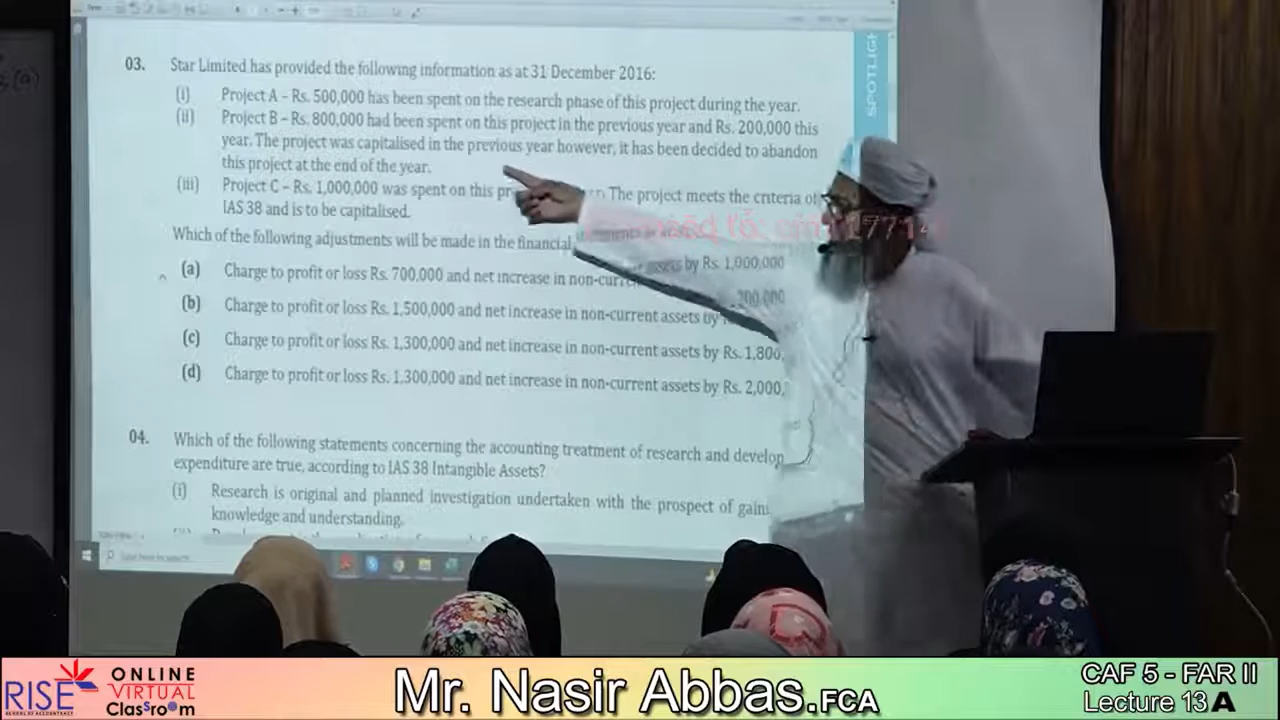 SPOTLIGH
03. Star Limited has provided the following information as at 31 December 2016:
(i) Project A – Rs. 500,000 has been spent on the research phase of this project during the year.
(ii) Project B – Rs. 800,000 had been spent on this project in the previous year and Rs. 200,000 this
year. The project was capitalised in the previous year however, it has been decided to abandon
this project at the end of the year.
(iii) Project C – Rs. 1,000,000 was spent on this pr The project meets the criteria of
IAS 38 and is to be capitalised.
Which of the following adjustments will be made in the financial
(a) Charge to profit or loss Rs. 700,000 and net increase in non-curre assets by Rs. 1,000,000
(b) Charge to profit or loss Rs. 1,500,000 and net increase in non-current assets by 200,000
(c) Charge to profit or loss Rs. 1,300,000 and net increase in non-current assets by Rs. 1,800,
(d) Charge to profit or loss Rs. 1,300,000 and net increase in non-current assets by Rs. 2,000,
04. Which of the following statements concerning the accounting treatment of research and develop
expenditure are true, according to IAS 38 Intangible Assets?
(i) Research is original and planned investigation undertaken with the prospect of gaini
knowledge and understanding.
RISE
SCHOOL OF ACCOUNTANCY
ONLINE
VIRTUAL
Classroom
Mr. Nasir Abbas.FCA
CAF 5 - FAR II
Lecture 13 A